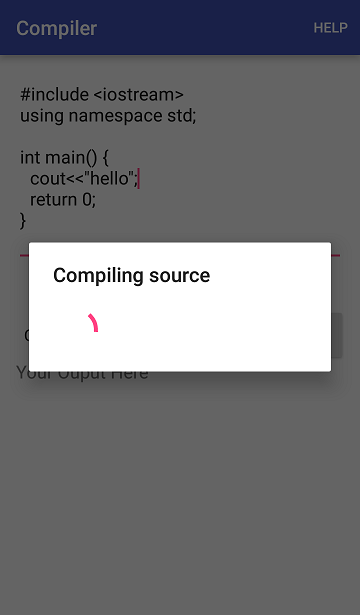 Compiler
HELP
#include <iostream>
using namespace std;
int main() {
cout<<"hello";
return 0;
}
Compiling source
Your Ouput Here